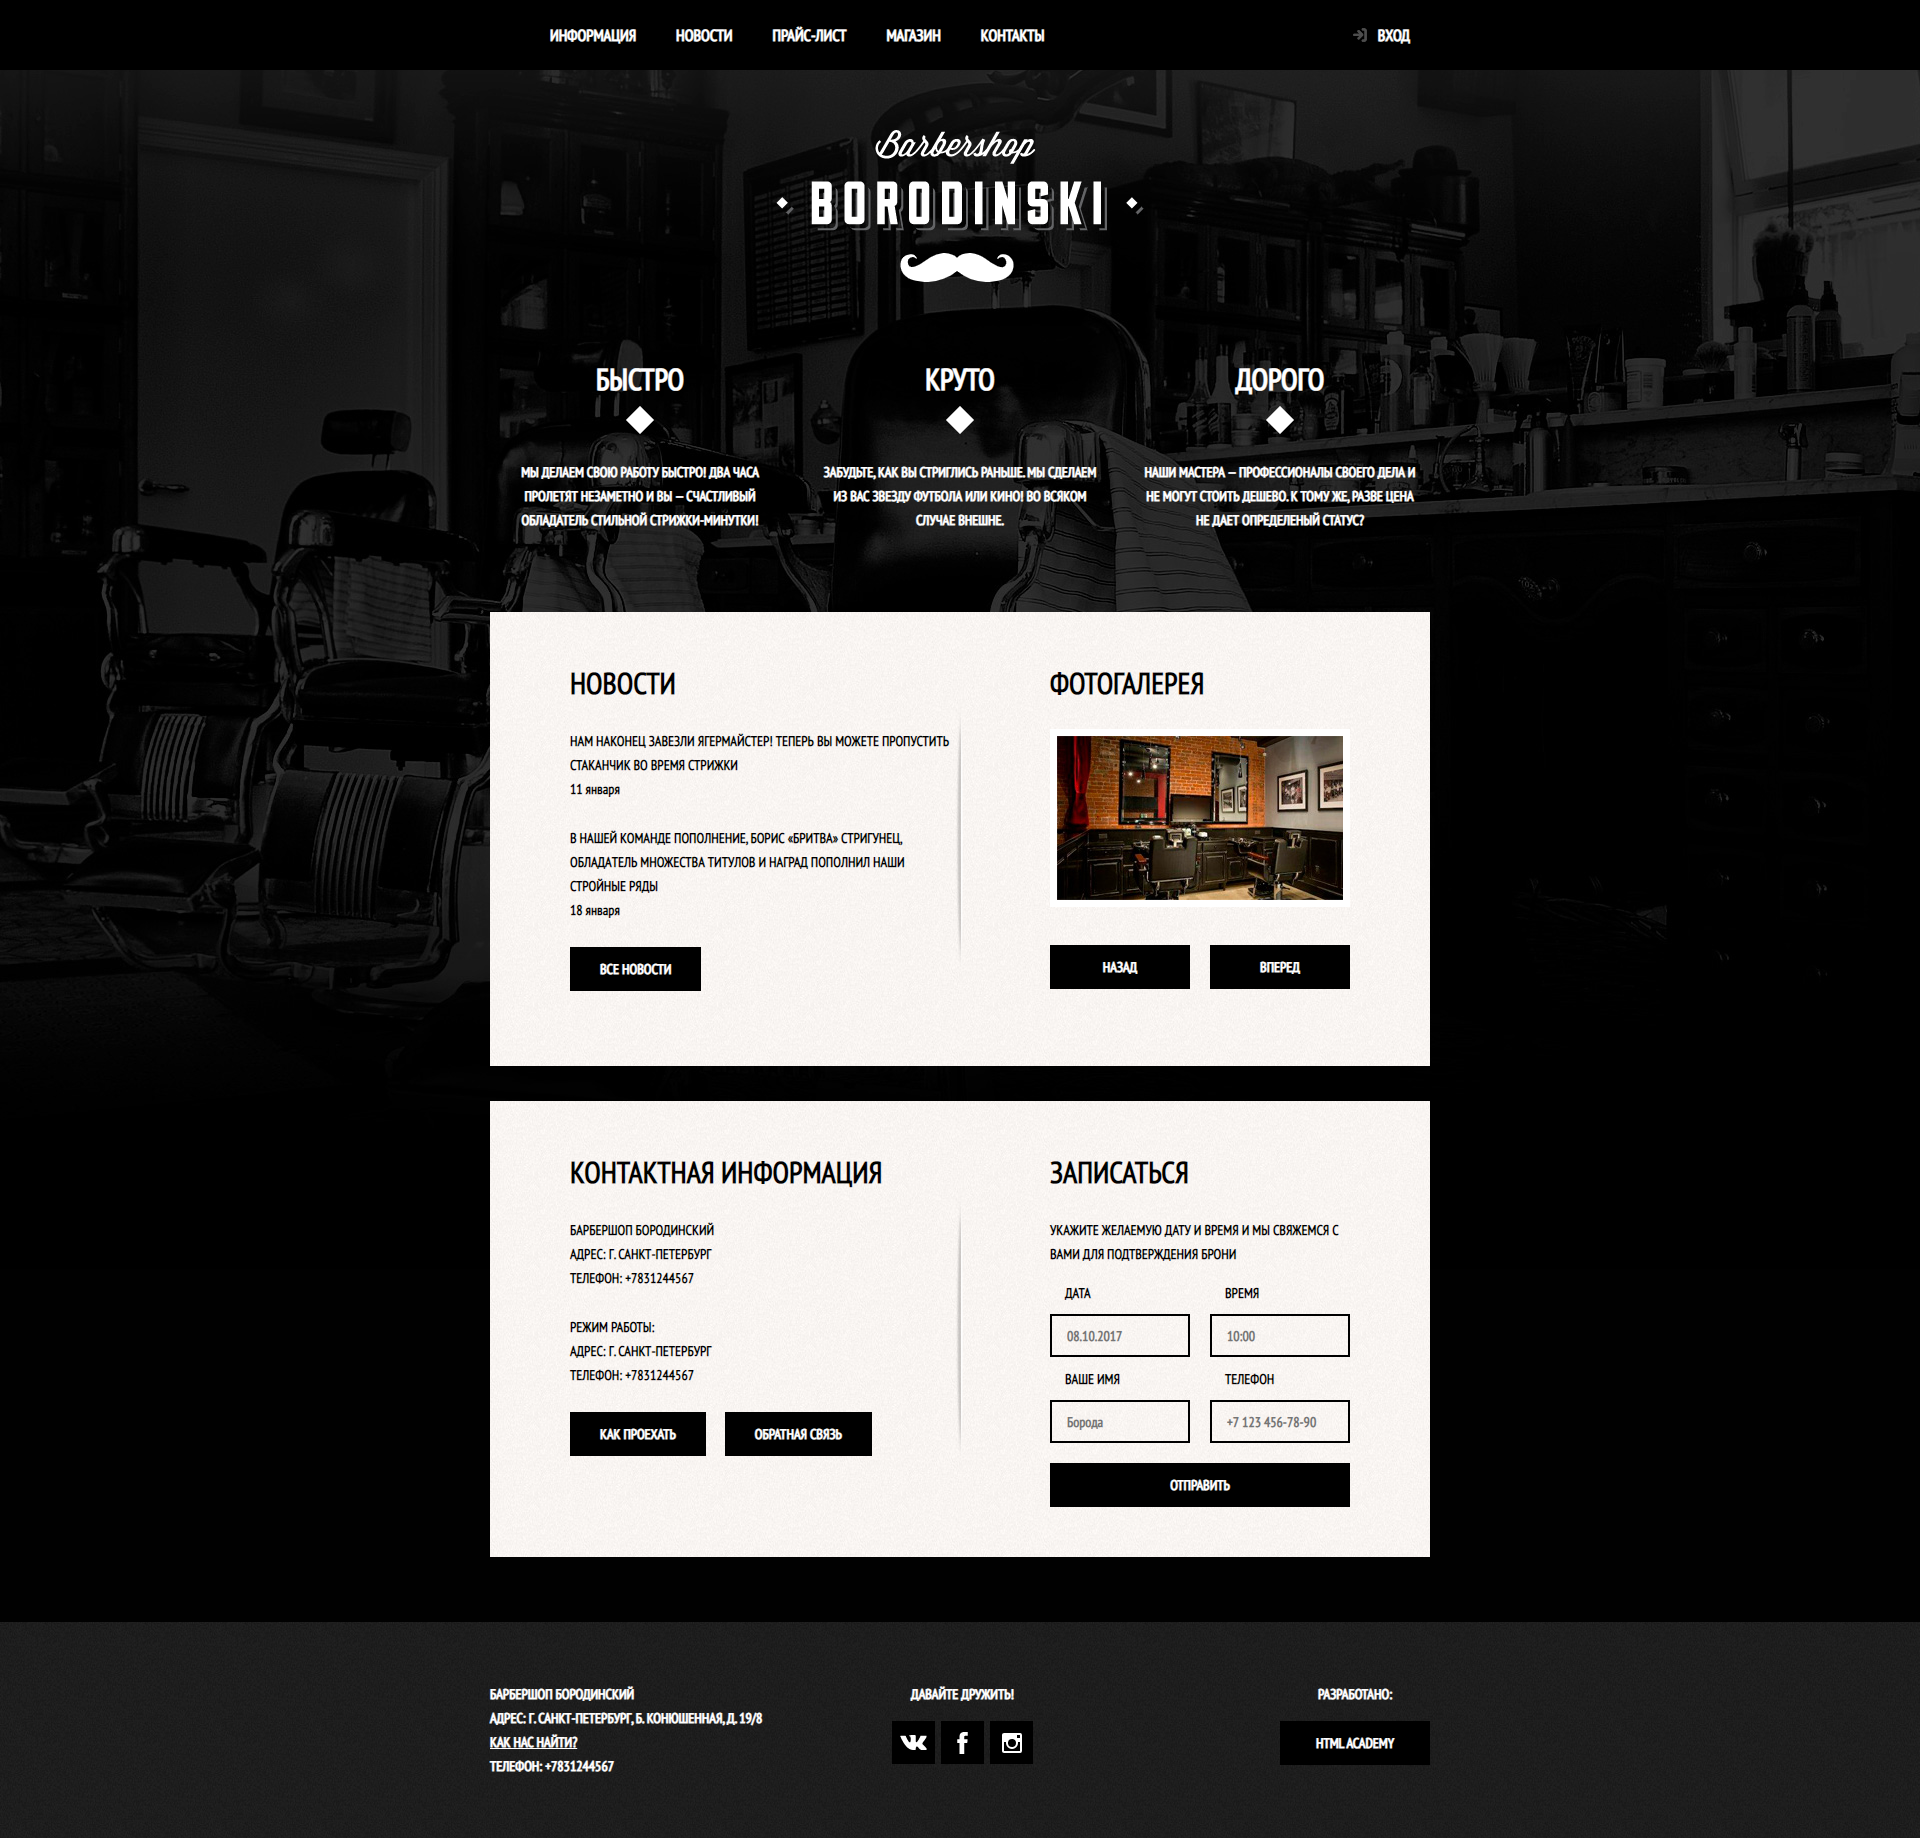 ИНФОРМАЦИЯ НОВОСТИ ПРАЙС-ЛИСТ МАГАЗИН КОНТАКТЫ ВХОД
Barbershop
BORODINSKI
БЫСТРО
МЫ ДЕЛАЕМ СВОЮ РАБОТУ БЫСТРО! ДВА ЧАСА
ПРОЛЕТЯТ НЕЗАМЕТНО И ВЫ — СЧАСТЛИВЫЙ
ОБЛАДАТЕЛЬ СТИЛЬНОЙ СТРИЖКИ-МИНУТКИ!
КРУТО
ЗАБУДЬТЕ, КАК ВЫ СТРИГЛИСЬ РАНЬШЕ. МЫ СДЕЛАЕМ
ИЗ ВАС ЗВЕЗДУ ФУТБОЛА ИЛИ КИНО! ВО ВСЯКОМ
СЛУЧАЕ ВНЕШНЕ.
ДОРОГО
НАШИ МАСТЕРА — ПРОФЕССИОНАЛЫ СВОЕГО ДЕЛА И
НЕ МОГУТ СТОИТЬ ДЕШЕВО. К ТОМУ ЖЕ, РАЗВЕ ЦЕНА
НЕ ДАЕТ ОПРЕДЕЛЕНЫЙ СТАТУС?
НОВОСТИ
НАМ НАКОНЕЦ ЗАВЕЗЛИ ЯГЕРМАЙСТЕР! ТЕПЕРЬ ВЫ МОЖЕТЕ ПРОПУСТИТЬ
СТАКАНЧИК ВО ВРЕМЯ СТРИЖКИ
11 января
В НАШЕЙ КОМАНДЕ ПОПОЛНЕНИЕ, БОРИС «БРИТВА» СТРИГУНЕЦ,
ОБЛАДАТЕЛЬ МНОЖЕСТВА ТИТУЛОВ И НАГРАД ПОПОЛНИЛ НАШИ
СТРОЙНЫЕ РЯДЫ
18 января
ВСЕ НОВОСТИ
ФОТОГАЛЕРЕЯ
НАЗАД ВПЕРЕД
КОНТАКТНАЯ ИНФОРМАЦИЯ
БАРБЕРШОП БОРОДИНСКИЙ
АДРЕС: Г. САНКТ-ПЕТЕРБУРГ
ТЕЛЕФОН: +7831244567
РЕЖИМ РАБОТЫ:
АДРЕС: Г. САНКТ-ПЕТЕРБУРГ
ТЕЛЕФОН: +7831244567
КАК ПРОЕХАТЬ ОБРАТНАЯ СВЯЗЬ
ЗАПИСАТЬСЯ
УКАЖИТЕ ЖЕЛАЕМУЮ ДАТУ И ВРЕМЯ И МЫ СВЯЖЕМСЯ С
ВАМИ ДЛЯ ПОДТВЕРЖДЕНИЯ БРОНИ
ДАТА ВРЕМЯ
08.10.2017 10:00
ВАШЕ ИМЯ ТЕЛЕФОН
Борода +7 123 456-78-90
ОТПРАВИТЬ
БАРБЕРШОП БОРОДИНСКИЙ
АДРЕС: Г. САНКТ-ПЕТЕРБУРГ, Б. КОНЮШЕННАЯ, Д. 19/8
КАК НАС НАЙТИ?
ТЕЛЕФОН: +7831244567
ДАВАЙТЕ ДРУЖИТЬ!
РАЗРАБОТАНО:
HTML ACADEMY